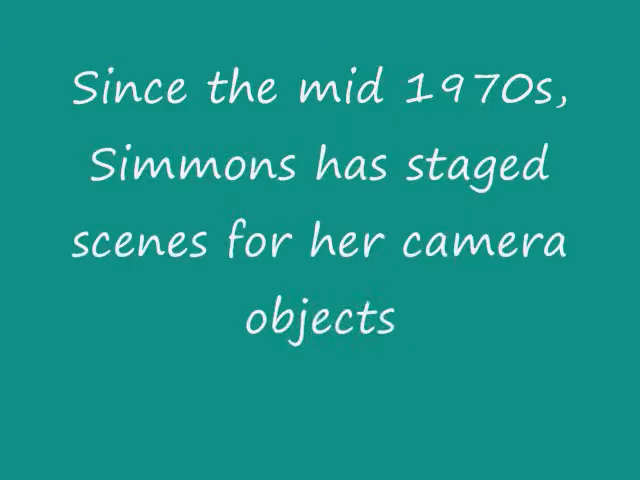 Since the mid 1970s,
Simmons has staged
scenes for her camera
objects